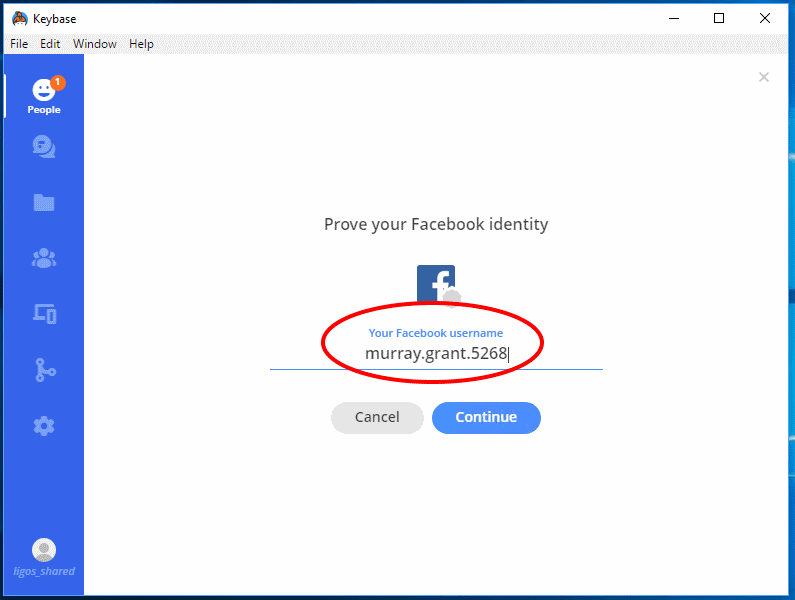 Keybase
File Edit Window Help
1
People
Prove your Facebook identity
f
Your Facebook username
murray.grant.5268
Cancel Continue
ligos_shared